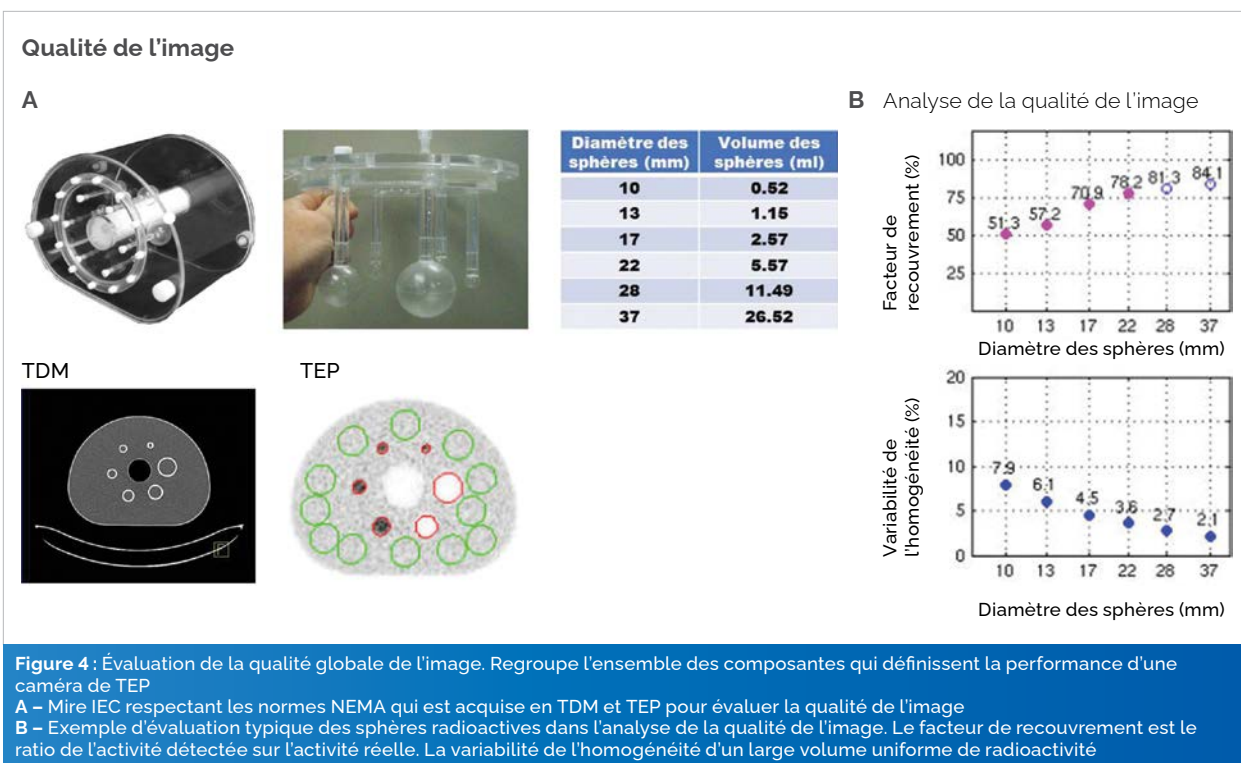 Qualité de l'image
A
Diamètre des sphères (mm) Volume des sphères (ml)
10 0.52
13 1.15
17 2.57
22 5.57
28 11.49
37 26.52
TDM
TEP
B Analyse de la qualité de l'image
Facteur de
recouvrement (%)
100
75
50
25
51.3 57.2 70.9 78.2 81.3 84.1
10 13 17 22 28 37
Diamètre des sphères (mm)
Variabilité de
l'homogénéité (%)
20
15
10
5
0
7.9 6.1 4.5 3.6 2.7 2.1
10 13 17 22 28 37
Diamètre des sphères (mm)
Figure 4 : Évaluation de la qualité globale de l'image. Regroupe l'ensemble des composantes qui définissent la performance d'une
caméra de TEP
A – Mire IEC respectant les normes NEMA qui est acquise en TDM et TEP pour évaluer la qualité de l'image
B – Exemple d'évaluation typique des sphères radioactives dans l'analyse de la qualité de l'image. Le facteur de recouvrement est le
ratio de l'activité détectée sur l'activité réelle. La variabilité de l'homogénéité d'un large volume uniforme de radioactivité